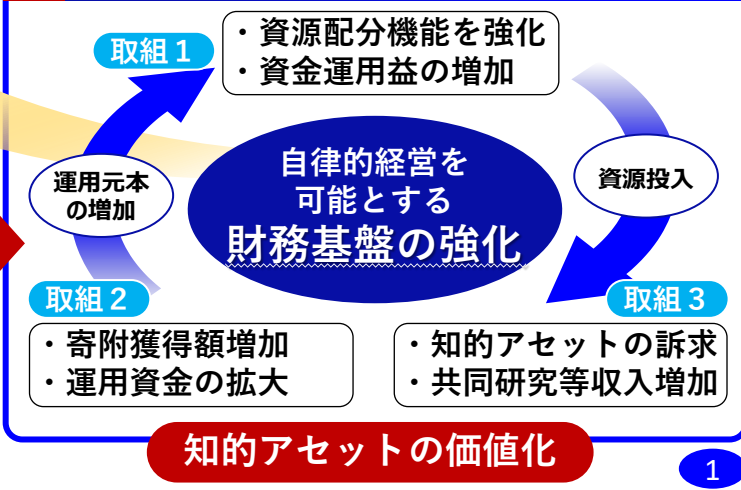 取組1
・資源配分機能を強化
・資金運用益の増加
運用元本
の増加
自律的経営を
可能とする
財務基盤の強化
資源投入
取組2
・寄附獲得額増加
・運用資金の拡大
取組3
・知的アセットの訴求
・共同研究等収入増加
知的アセットの価値化
1